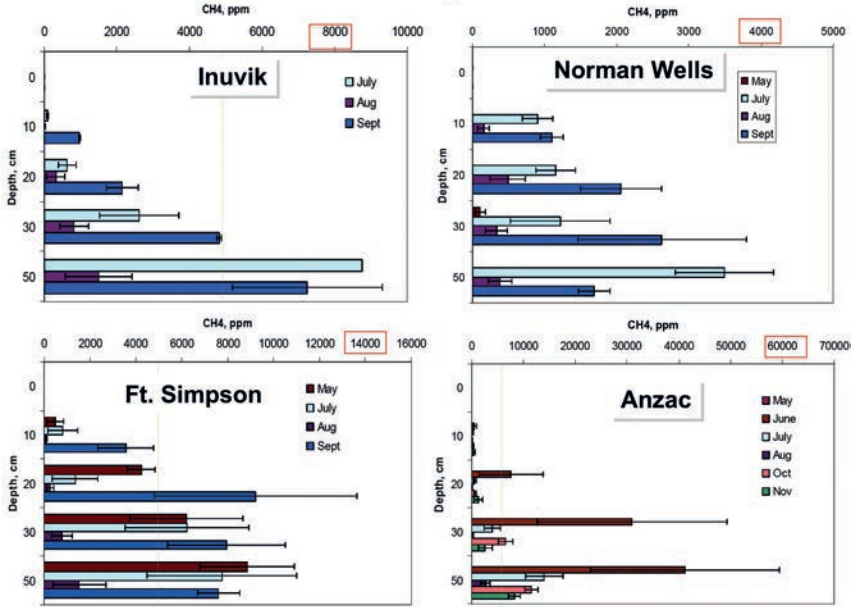 CH4, ppm
0 2000 4000 6000 8000 10000
Inuvik
July
Aug
Sept
Depth, cm
0
10
20
30
50
CH4, ppm
0 1000 2000 3000 4000 5000
Norman Wells
May
July
Aug
Sept
Depth, cm
0
10
20
30
50
CH4, ppm
0 2000 4000 6000 8000 10000 12000 14000 16000
Ft. Simpson
May
July
Aug
Sept
Depth, cm
0
10
20
30
50
CH4, ppm
0 10000 20000 30000 40000 50000 60000 70000
Anzac
May
June
July
Aug
Oct
Nov
Depth, cm
0
10
20
30
50